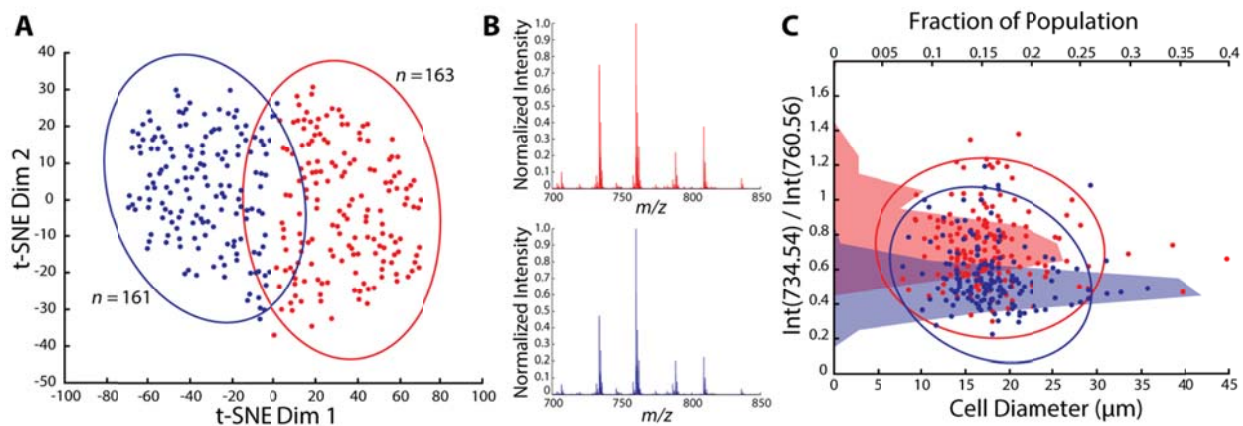 A
40
30
20
10
0
-10
-20
-30
-40
-50
-100 -80 -60 -40 -20 0 20 40 60 80 100
t-SNE Dim 2
t-SNE Dim 1
n = 161
n = 163
B
1.0
0.9
0.8
0.7
0.6
0.5
0.4
0.3
0.2
0.1
0
700 750 800 850
Normalized Intensity
m/z
1.0
0.9
0.8
0.7
0.6
0.5
0.4
0.3
0.2
0.1
0
700 750 800 850
Normalized Intensity
m/z
C
Fraction of Population
0 005 0.1 0.15 0.2 0.25 0.3 0.35 0.4
1.6
1.4
1.2
1
0.8
0.6
0.4
0.2
0
Int(734.54) / Int(760.56)
0 5 10 15 20 25 30 35 40 45
Cell Diameter (μm)